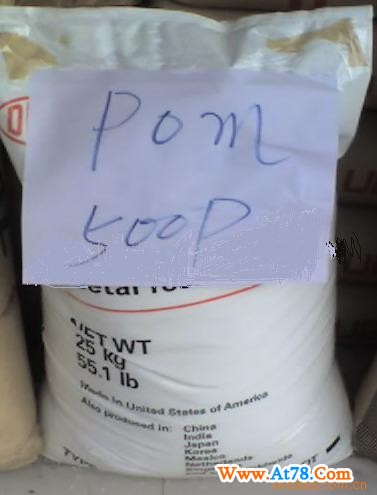 POM
500P
NET WT
25 kg
55.1 lb
Made in United States of America
Also produced in: China
India
Japan
Korea
Mexico
Netherlands
www.At78.Com